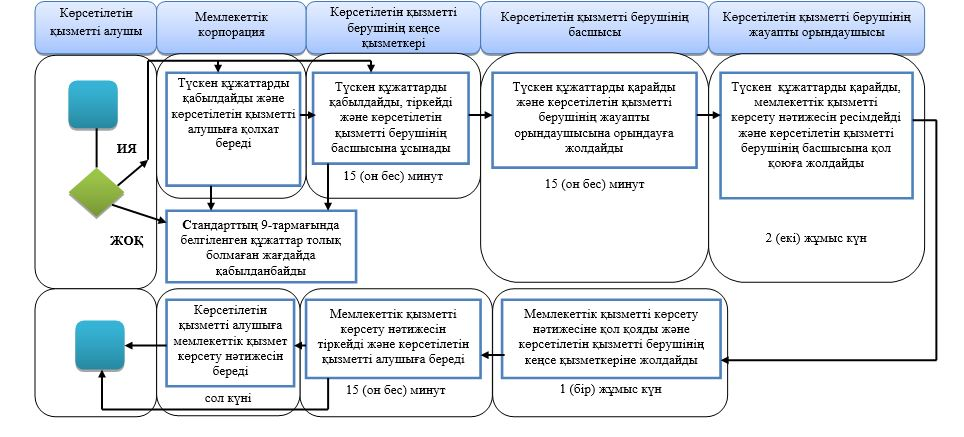 Көрсетілетін
қызметті алушы
Мемлекеттік
корпорация
Көрсетілетін қызметті
берушінің кеңсе
қызметкері
Көрсетілетін қызметті берушінің
басшысы
Көрсетілетін қызметті берушінің
жауапты орындаушысы
ИЯ
ЖОҚ
Түскен құжаттарды
қабылдайды және
көрсетілетін қызметті
алушыға қолхат
береді
Түскен құжаттарды
қабылдайды, тіркейді
және көрсетілетін
қызметті берушінің
басшысына ұсынады
15 (он бес) минут
Түскен құжаттарды қарайды
және көрсетілетін қызметті
берушінің жауапты
орындаушысына орындауға
жолдайды
15 (он бес) минут
Түскен құжаттарды қарайды,
мемлекеттік қызметті
көрсету нәтижесін ресімдейді
және көрсетілетін қызметті
берушінің басшысына қол
қоюға жолдайды
2 (екі) жұмыс күн
Стандарттың 9-тармағында
белгіленген құжаттар толық
болмаған жағдайда
қабылданбайды
Көрсетілетін
қызметті алушыға
мемлекеттік қызмет
көрсету нәтижесін
береді
сол күні
Мемлекеттік қызметті
көрсету нәтижесін
тіркейді және көрсетілетін
қызметті алушыға береді
15 (он бес) минут
Мемлекеттік қызметті көрсету
нәтижесіне қол қояды және
көрсетілетін қызметті берушінің
кеңсе қызметкеріне жолдайды
1 (бір) жұмыс күн